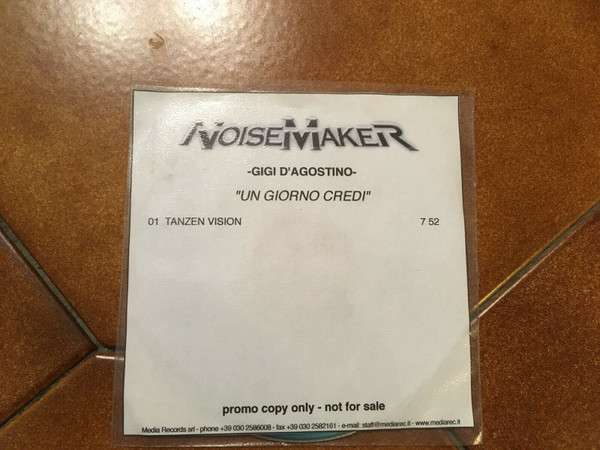 NOISEMAKER
-GIGI D'AGOSTINO-
"UN GIORNO CREDI"
01 TANZEN VISION 7 52
promo copy only - not for sale
Media Records srl - phone +39 030 2586008 - fax +39 030 2582161 - e-mail: staff@mediarec.it - www.mediarec.it